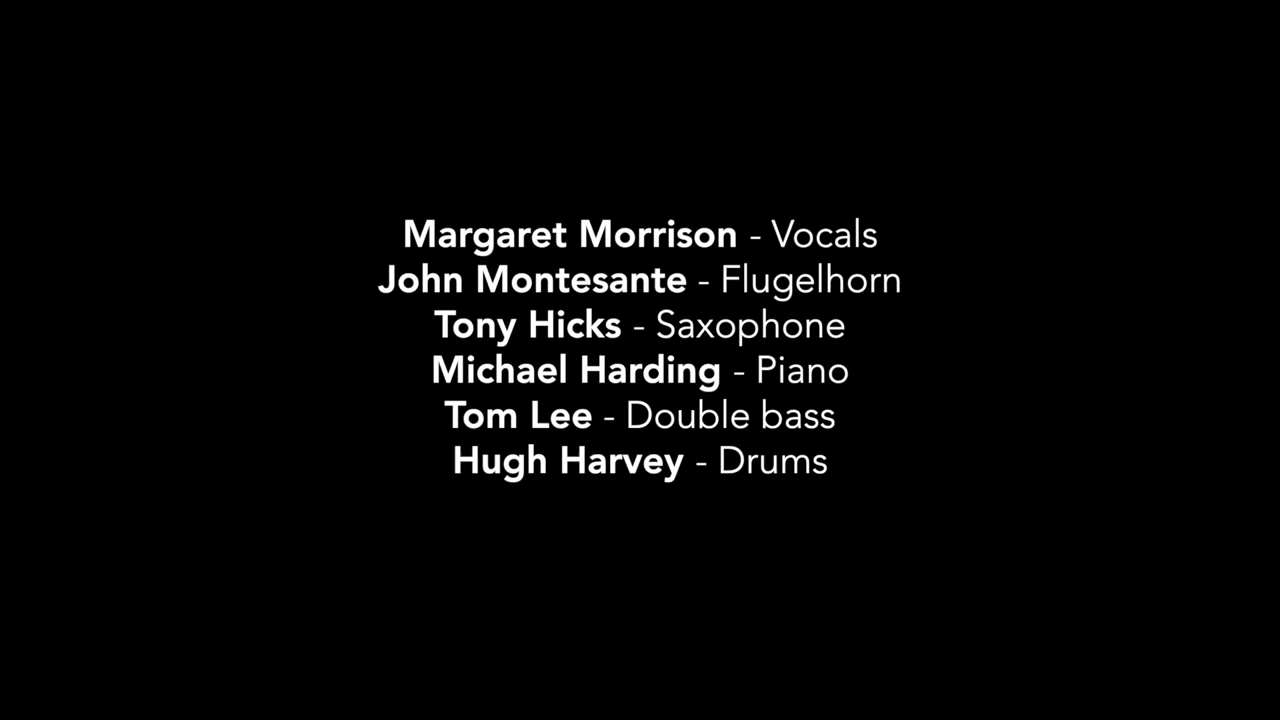 Margaret Morrison - Vocals
John Montesante - Flugelhorn
Tony Hicks - Saxophone
Michael Harding - Piano
Tom Lee - Double bass
Hugh Harvey - Drums